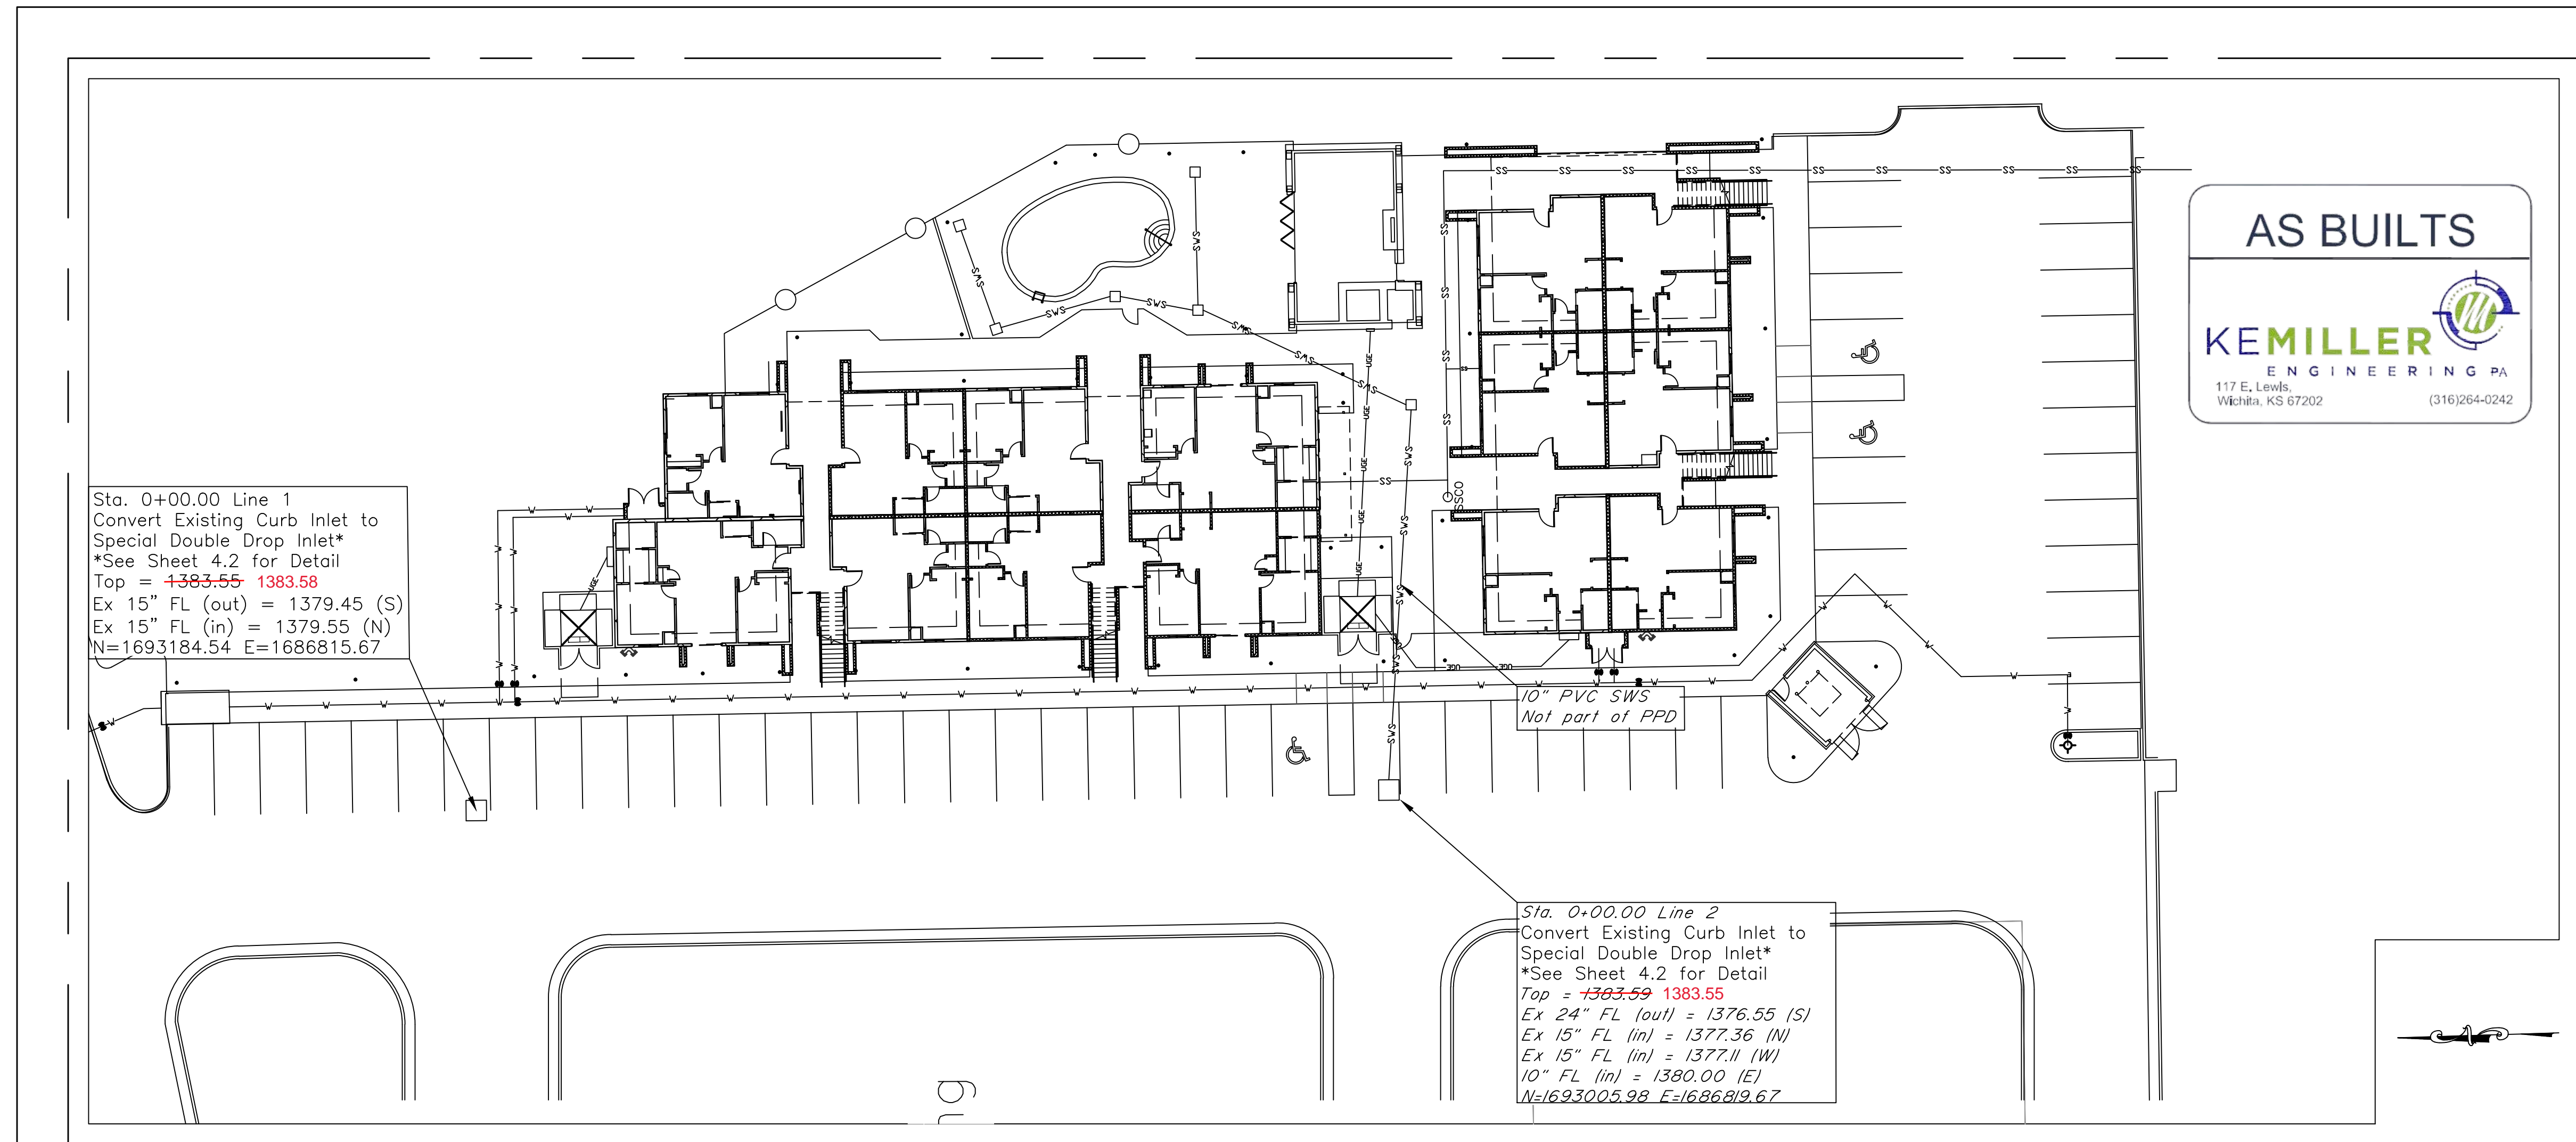 AS BUILTS
KEMILLER
ENGINEERING PA
117 E. Lewis,
Wichita, KS 67202
(316)264-0242
Sta. 0+00.00 Line 1
Convert Existing Curb Inlet to
Special Double Drop Inlet*
*See Sheet 4.2 for Detail
Top = 1383.55 1383.58
Ex 15" FL (out) = 1379.45 (S)
Ex 15" FL (in) = 1379.55 (N)
N=1693184.54 E=1686815.67
SSCO
10" PVC SWS
Not part of PPD
Sta. 0+00.00 Line 2
Convert Existing Curb Inlet to
Special Double Drop Inlet*
*See Sheet 4.2 for Detail
Top = 1383.59 1383.55
Ex 24" FL (out) = 1376.55 (S)
Ex 15" FL (in) = 1377.36 (N)
Ex 15" FL (in) = 1377.11 (W)
10" FL (in) = 1380.00 (E)
N=1693005.98 E=1686819.67
SS
SWS
UGE
W